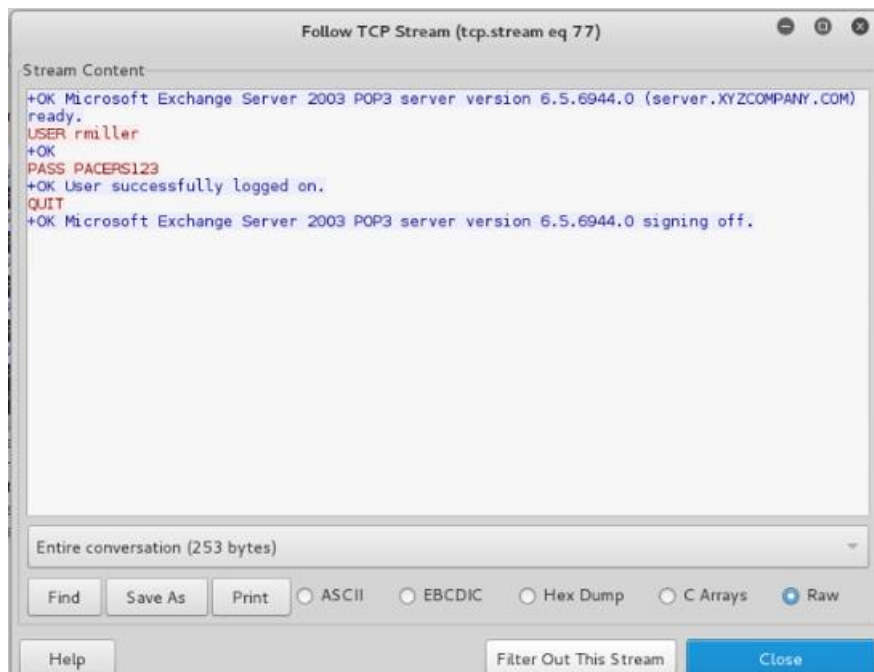 Follow TCP Stream (tcp.stream eq 77)
Stream Content
+OK Microsoft Exchange Server 2003 POP3 server version 6.5.6944.0 (server.XYZCOMPANY.COM)
ready.
USER rmiller
+OK
PASS PACERS123
+OK User successfully logged on.
QUIT
+OK Microsoft Exchange Server 2003 POP3 server version 6.5.6944.0 signing off.
Entire conversation (253 bytes)
Find Save As Print ASCII EBCDIC Hex Dump C Arrays Raw
Help Filter Out This Stream Close